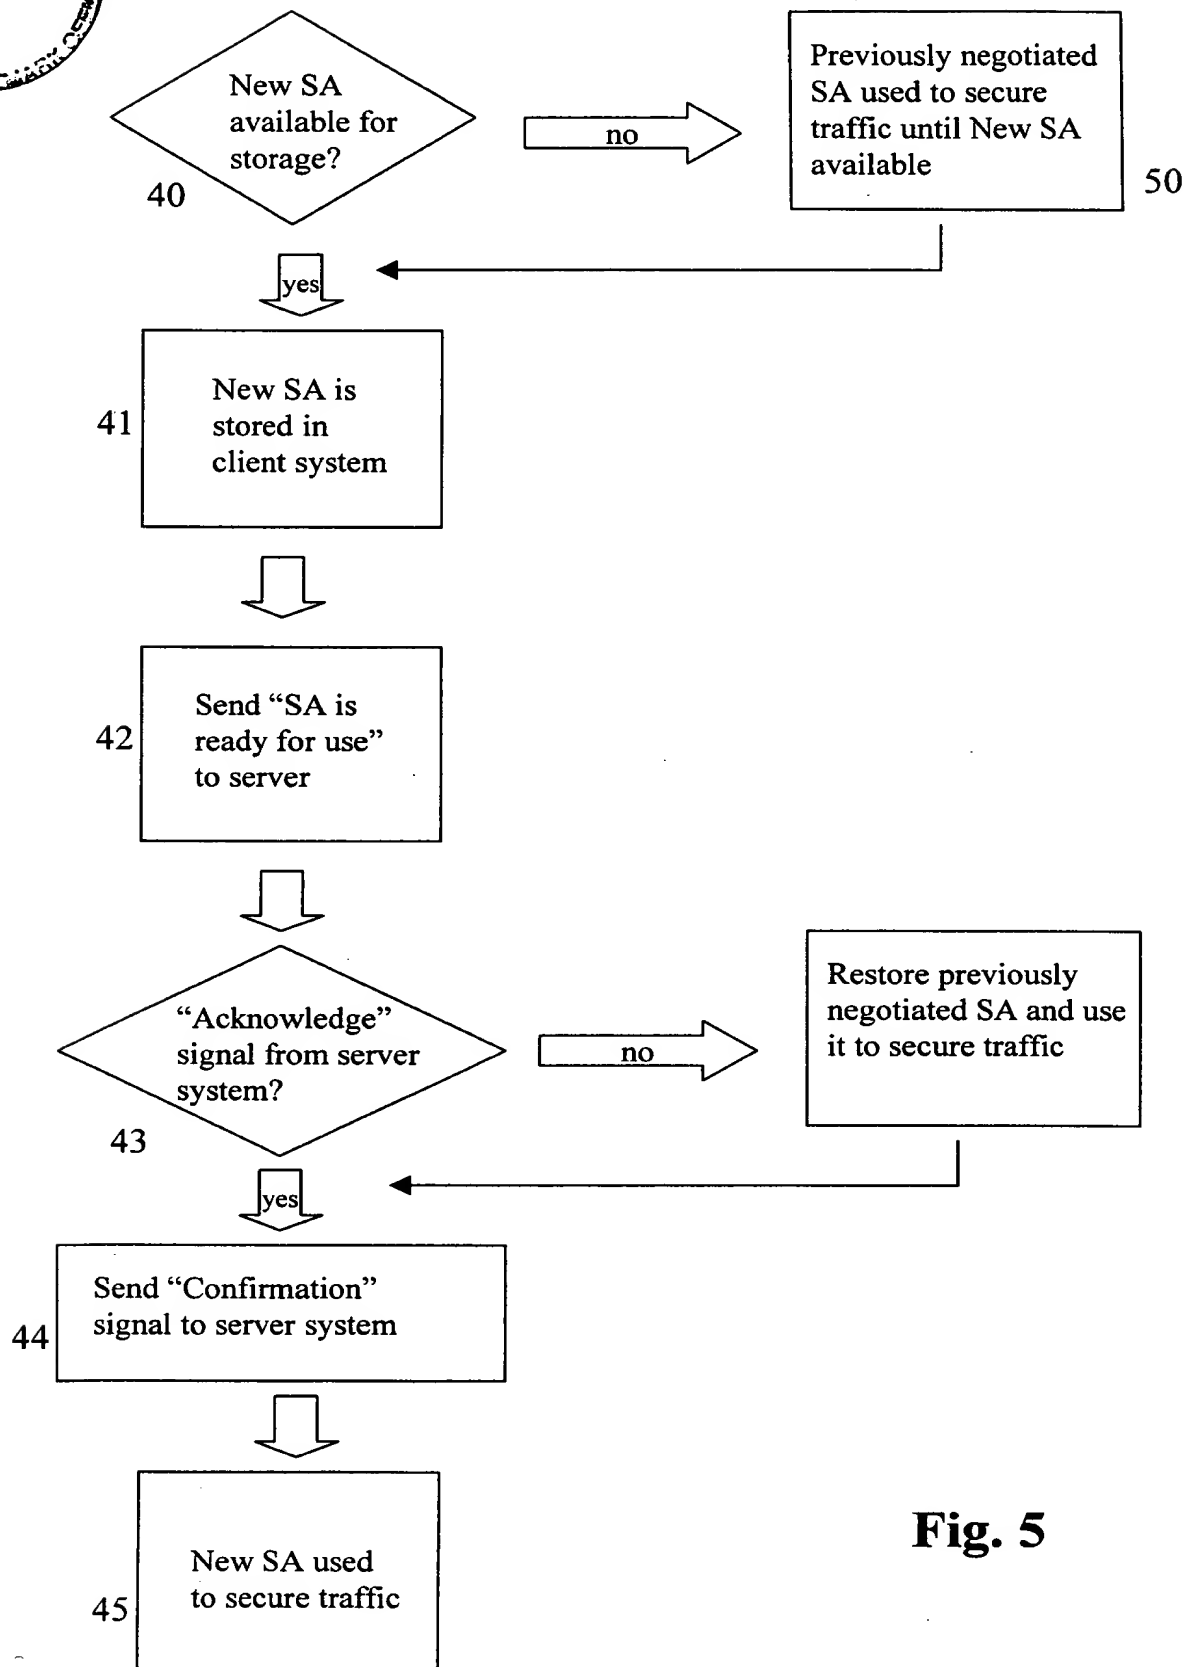 New SA
available for
storage?
40
no
Previously negotiated
SA used to secure
traffic until New SA
available
50
yes
41
New SA is
stored in
client system
42
Send “SA is
ready for use”
to server
“Acknowledge”
signal from server
system?
43
no
Restore previously
negotiated SA and use
it to secure traffic
yes
44
Send “Confirmation”
signal to server system
45
New SA used
to secure traffic
Fig. 5